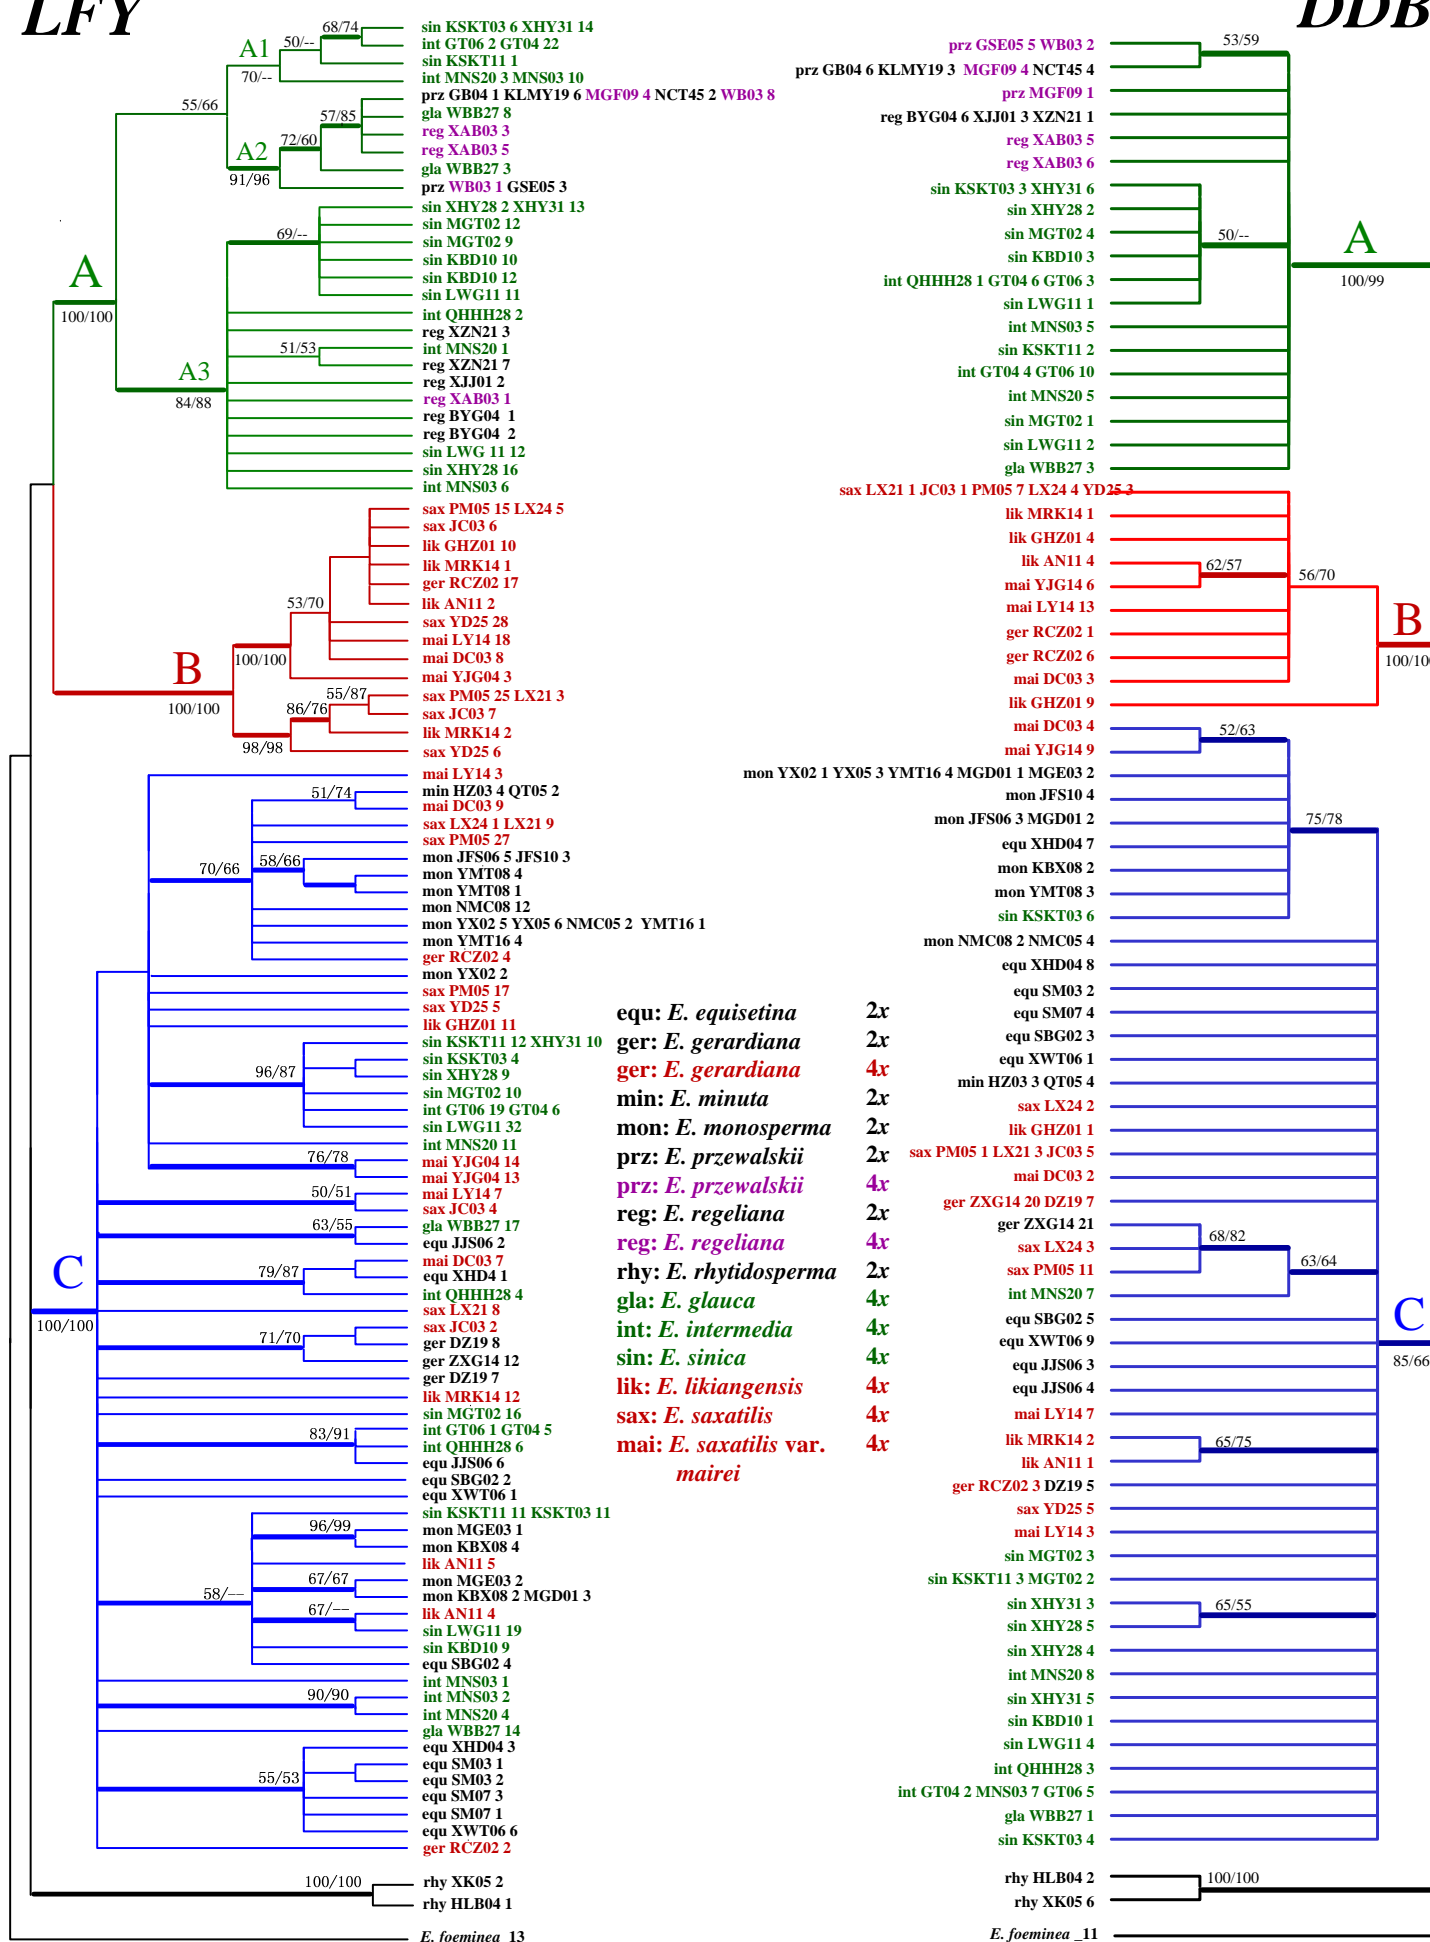 LFY
DDB
68/74
sin KSKT03 6 XHY31 14
50/--
int GT06 2 GT04 22
A1
sin KSKT11 1
70/--
int MNS20 3 MNS03 10
55/66
prz GB04 1 KLMY19 6 MGF09 4 NCT45 2 WB03 8
57/85
gla WBB27 8
72/60
reg XAB03 3
A2
reg XAB03 5
91/96
gla WBB27 3
prz WB03 1 GSE05 3
sin XHY28 2 XHY31 13
sin MGT02 12
69/--
sin MGT02 9
sin KBD10 10
A
sin KBD10 12
100/100
sin LWG11 11
int QHHH28 2
reg XZN21 3
51/53
int MNS20 1
reg XZN21 7
A3
reg XJJ01 2
84/88
reg XAB03 1
reg BYG04 1
reg BYG04 2
sin LWG 11 12
sin XHY28 16
int MNS03 6
sax PM05 15 LX24 5
sax JC03 6
lik GHZ01 10
lik MRK14 1
ger RCZ02 17
53/70
lik AN11 2
sax YD25 28
mai LY14 18
100/100
mai DC03 8
B
mai YJG04 3
100/100
55/87
sax PM05 25 LX21 3
86/76
sax JC03 7
lik MRK14 2
98/98
sax YD25 6
mai LY14 3
51/74
min HZ03 4 QT05 2
mai DC03 9
sax LX24 1 LX21 9
sax PM05 27
70/66
58/66
mon JFS06 5 JFS10 3
mon YMT08 4
mon YMT08 1
mon NMC08 12
mon YX02 5 YX05 6 NMC05 2 YMT16 1
mon YMT16 4
ger RCZ02 4
mon YX02 2
sax PM05 17
sax YD25 5
lik GHZ01 11
sin KSKT11 12 XHY31 10
96/87
sin KSKT03 4
sin XHY28 9
sin MGT02 10
int GT06 19 GT04 6
sin LWG11 32
int MNS20 11
76/78
mai YJG04 14
mai YJG04 13
50/51
mai LY14 7
sax JC03 4
63/55
gla WBB27 17
equ JJS06 2
79/87
mai DC03 7
equ XHD4 1
C
int QHHH28 4
100/100
sax LX21 8
71/70
sax JC03 2
ger DZ19 8
ger ZXG14 12
ger DZ19 7
lik MRK14 12
sin MGT02 16
83/91
int GT06 1 GT04 5
int QHHH28 6
equ JJS06 6
equ SBG02 2
equ XWT06 1
sin KSKT11 11 KSKT03 11
96/99
mon MGE03 1
mon KBX08 4
lik AN11 5
58/--
67/67
mon MGE03 2
mon KBX08 2 MGD01 3
67/--
lik AN11 4
sin LWG11 19
sin KBD10 9
equ SBG02 4
int MNS03 1
90/90
int MNS03 2
int MNS20 4
gla WBB27 14
equ XHD04 3
55/53
equ SM03 1
equ SM03 2
equ SM07 3
equ SM07 1
equ XWT06 6
ger RCZ02 2
100/100
rhy XK05 2
rhy HLB04 1
E. foeminea 13
equ: E. equisetina 2x
ger: E. gerardiana 2x
ger: E. gerardiana 4x
min: E. minuta 2x
mon: E. monosperma 2x
prz: E. przewalskii 2x
prz: E. przewalskii 4x
reg: E. regeliana 2x
reg: E. regeliana 4x
rhy: E. rhytidosperma 2x
gla: E. glauca 4x
int: E. intermedia 4x
sin: E. sinica 4x
lik: E. likiangensis 4x
sax: E. saxatilis 4x
mai: E. saxatilis var. 4x
mairei
prz GSE05 5 WB03 2
53/59
prz GB04 6 KLMY19 3 MGF09 4 NCT45 4
prz MGF09 1
reg BYG04 6 XJJ01 3 XZN21 1
reg XAB03 5
reg XAB03 6
sin KSKT03 3 XHY31 6
sin XHY28 2
sin MGT02 4
50/--
A
sin KBD10 3
100/99
int QHHH28 1 GT04 6 GT06 3
sin LWG11 1
int MNS03 5
sin KSKT11 2
int GT04 4 GT06 10
int MNS20 5
sin MGT02 1
sin LWG11 2
gla WBB27 3
sax LX21 1 JC03 1 PM05 7 LX24 4 YD25 3
lik MRK14 1
lik GHZ01 4
lik AN11 4
62/57
56/70
mai YJG14 6
mai LY14 13
B
ger RCZ02 1
ger RCZ02 6
100/100
mai DC03 3
lik GHZ01 9
mai DC03 4
52/63
mai YJG14 9
mon YX02 1 YX05 3 YMT16 4 MGD01 1 MGE03 2
mon JFS10 4
mon JFS06 3 MGD01 2
75/78
equ XHD04 7
mon KBX08 2
mon YMT08 3
sin KSKT03 6
mon NMC08 2 NMC05 4
equ XHD04 8
equ SM03 2
equ SM07 4
equ SBG02 3
equ XWT06 1
min HZ03 3 QT05 4
sax LX24 2
lik GHZ01 1
sax PM05 1 LX21 3 JC03 5
mai DC03 2
ger ZXG14 20 DZ19 7
ger ZXG14 21
68/82
sax LX24 3
63/64
sax PM05 11
int MNS20 7
equ SBG02 5
C
equ XWT06 9
85/66
equ JJS06 3
equ JJS06 4
mai LY14 7
lik MRK14 2
65/75
lik AN11 1
ger RCZ02 3 DZ19 5
sax YD25 5
mai LY14 3
sin MGT02 3
sin KSKT11 3 MGT02 2
sin XHY31 3
65/55
sin XHY28 5
sin XHY28 4
int MNS20 8
sin XHY31 5
sin KBD10 1
sin LWG11 4
int QHHH28 3
int GT04 2 MNS03 7 GT06 5
gla WBB27 1
sin KSKT03 4
rhy HLB04 2
100/100
rhy XK05 6
E. foeminea _11